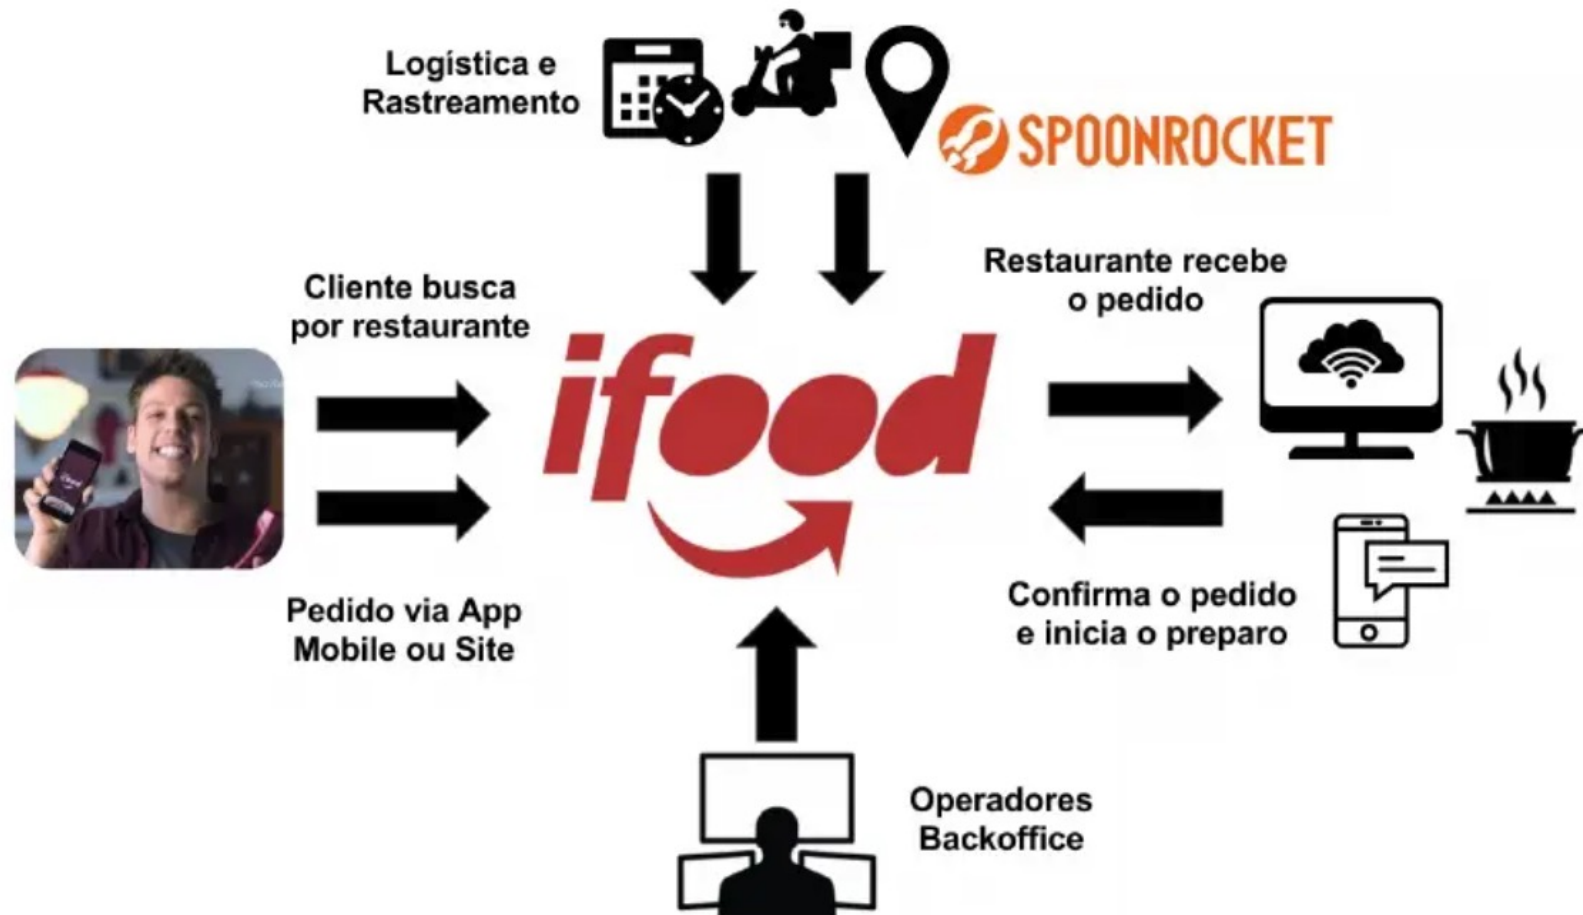 Logística e
Rastreamento
SPOONROCKET
Cliente busca
por restaurante
Restaurante recebe
o pedido
ifood
Pedido via App
Mobile ou Site
Confirma o pedido
e inicia o preparo
Operadores
Backoffice